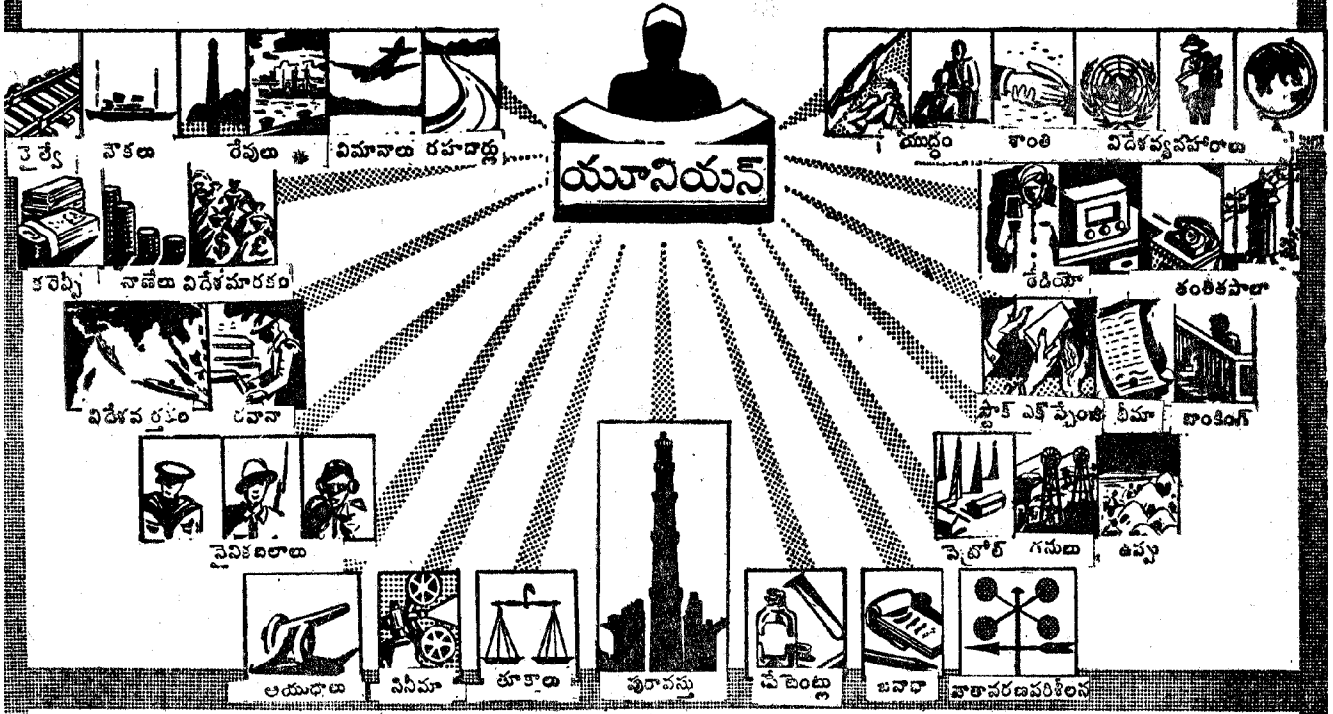 యూనియన్
రైల్వే నౌకలు రేవులు విమానాలు రహదార్లు
యుద్ధం శాంతి విదేశవ్యవహారాలు
కరెన్సీ నాణేలు విదేశమారకం
రేడియో తంతితపాలా
విదేశవర్తకం రవాణా
స్టాక్ ఎక్స్చేంజి బీమా బాంకింగ్
సైనికబలాలు
పెట్రోల్ గనులు ఉప్పు
ఆయుధాలు సినీమా తూకాలు పురావస్తు పేటెంట్లు జనాభా వాతావరణపరిశీలన